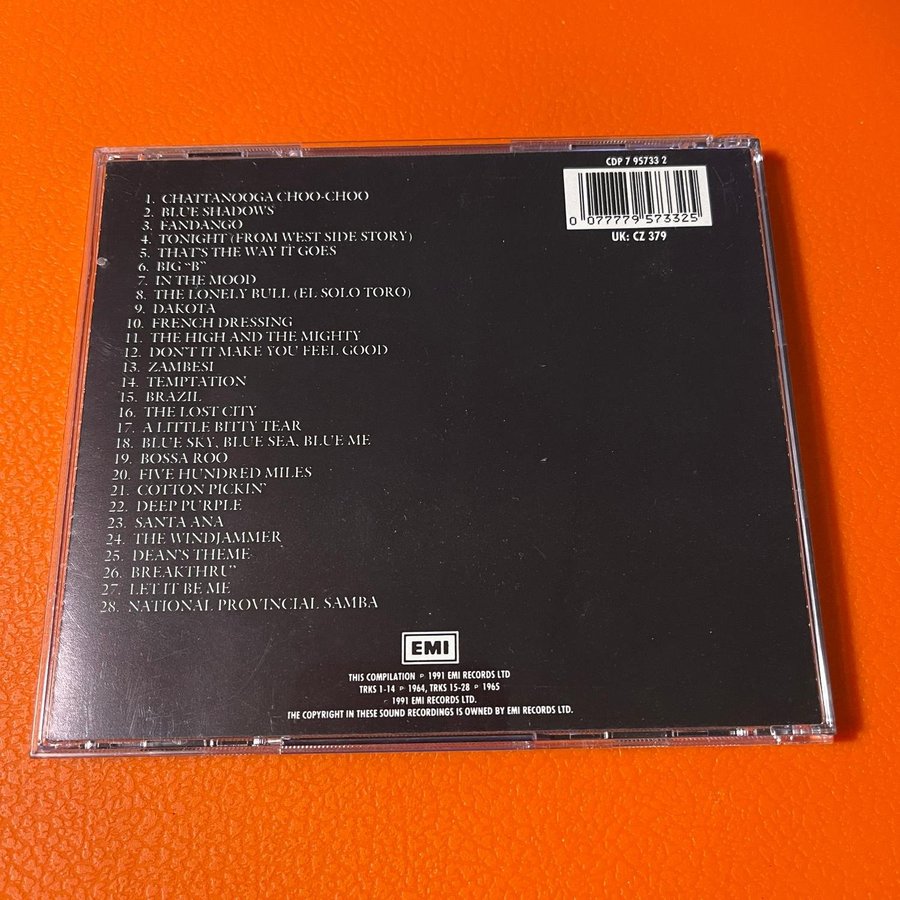 CDP 7 95733 2
0 077779 573325
UK: CZ 379
1. CHATTANOOGA CHOO-CHOO
2. BLUE SHADOWS
3. FANDANGO
4. TONIGHT (FROM WEST SIDE STORY)
5. THAT'S THE WAY IT GOES
6. BIG "B"
7. IN THE MOOD
8. THE LONELY BULL (EL SOLO TORO)
9. DAKOTA
10. FRENCH DRESSING
11. THE HIGH AND THE MIGHTY
12. DON'T IT MAKE YOU FEEL GOOD
13. ZAMBESI
14. TEMPTATION
15. BRAZIL
16. THE LOST CITY
17. A LITTLE BITTY TEAR
18. BLUE SKY, BLUE SEA, BLUE ME
19. BOSSA ROO
20. FIVE HUNDRED MILES
21. COTTON PICKIN'
22. DEEP PURPLE
23. SANTA ANA
24. THE WINDJAMMER
25. DEAN'S THEME
26. BREAKTHRU'
27. LET IT BE ME
28. NATIONAL PROVINCIAL SAMBA
EMI
THIS COMPILATION ℗ 1991 EMI RECORDS LTD
TRKS 1-14 ℗ 1964, TRKS 15-28 ℗ 1965
© 1991 EMI RECORDS LTD.
THE COPYRIGHT IN THESE SOUND RECORDINGS IS OWNED BY EMI RECORDS LTD.